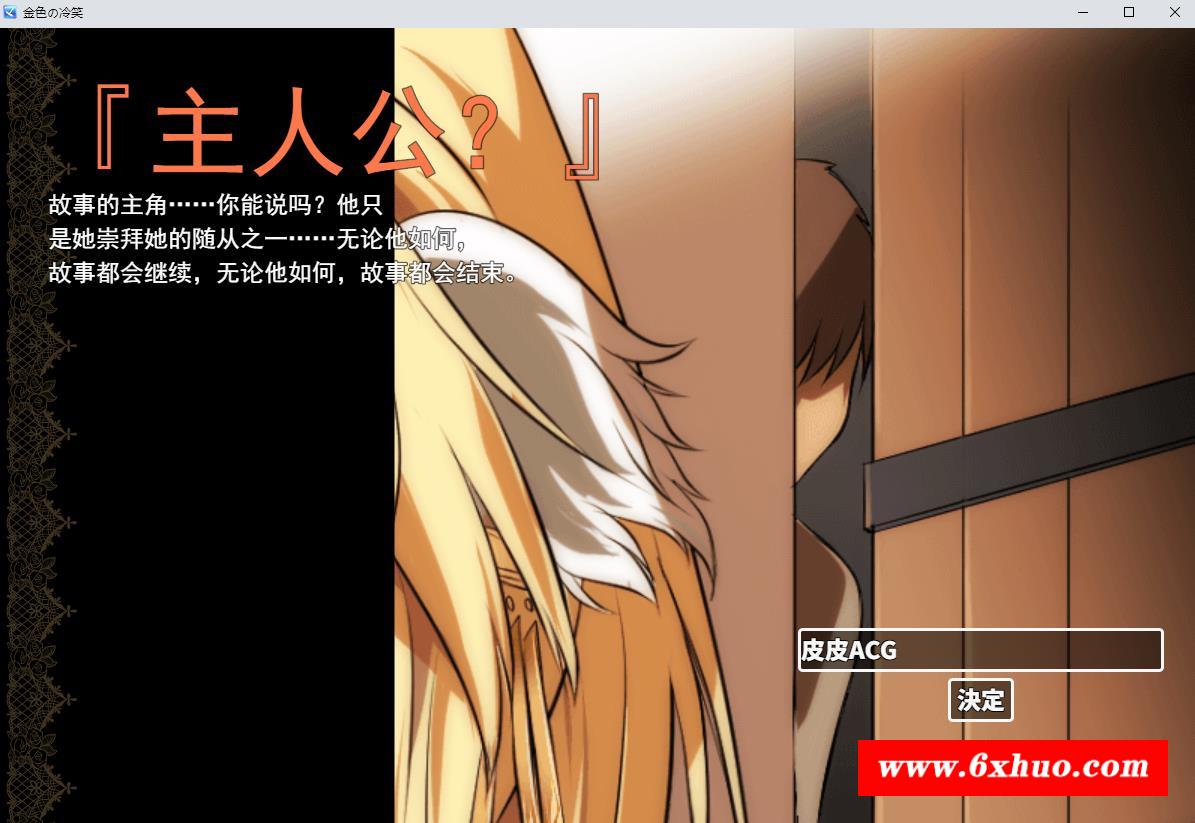 金色の冷笑
『主人公？』
故事的主角……你能说吗？他只
是她崇拜她的随从之一……无论他如何，
故事都会继续，无论他如何，故事都会结束。
皮皮ACG
決定
www.6xhuo.com